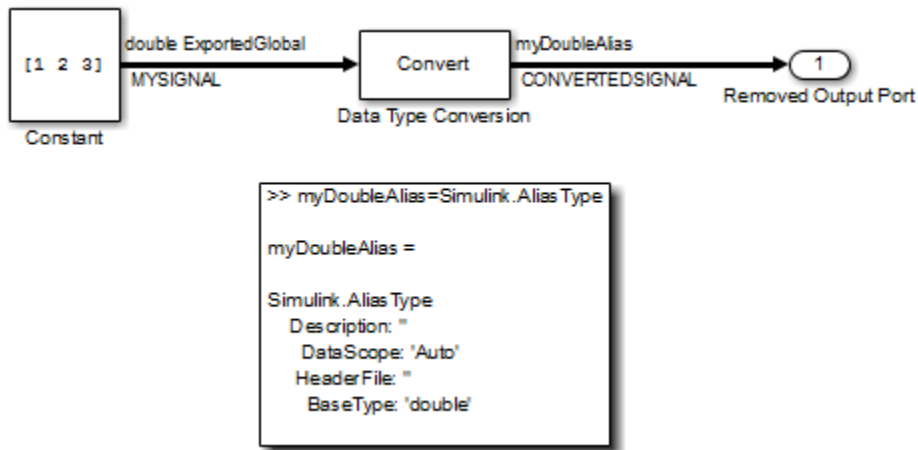 double ExportedGlobal
myDoubleAlias
[1 2 3]
Convert
1
MYSIGNAL
CONVERTEDSIGNAL
Removed Output Port
Data Type Conversion
Constant
>> myDoubleAlias=Simulink.AliasType
myDoubleAlias =
Simulink.AliasType
Description: ''
DataScope: 'Auto'
HeaderFile: ''
BaseType: 'double'